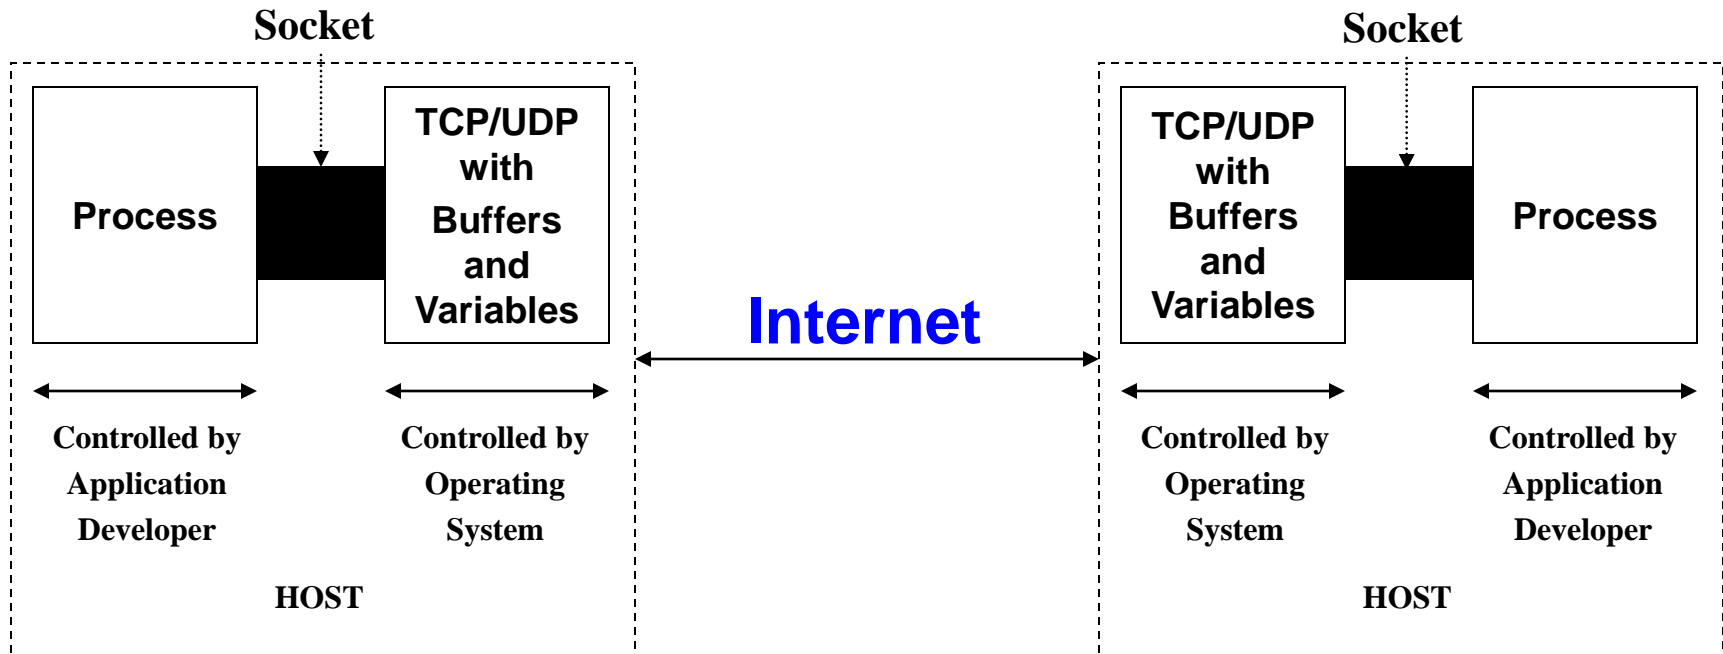 Socket
Process
TCP/UDP
with
Buffers
and
Variables
Controlled by
Application
Developer
Controlled by
Operating
System
HOST
Internet
Socket
TCP/UDP
with
Buffers
and
Variables
Process
Controlled by
Operating
System
Controlled by
Application
Developer
HOST